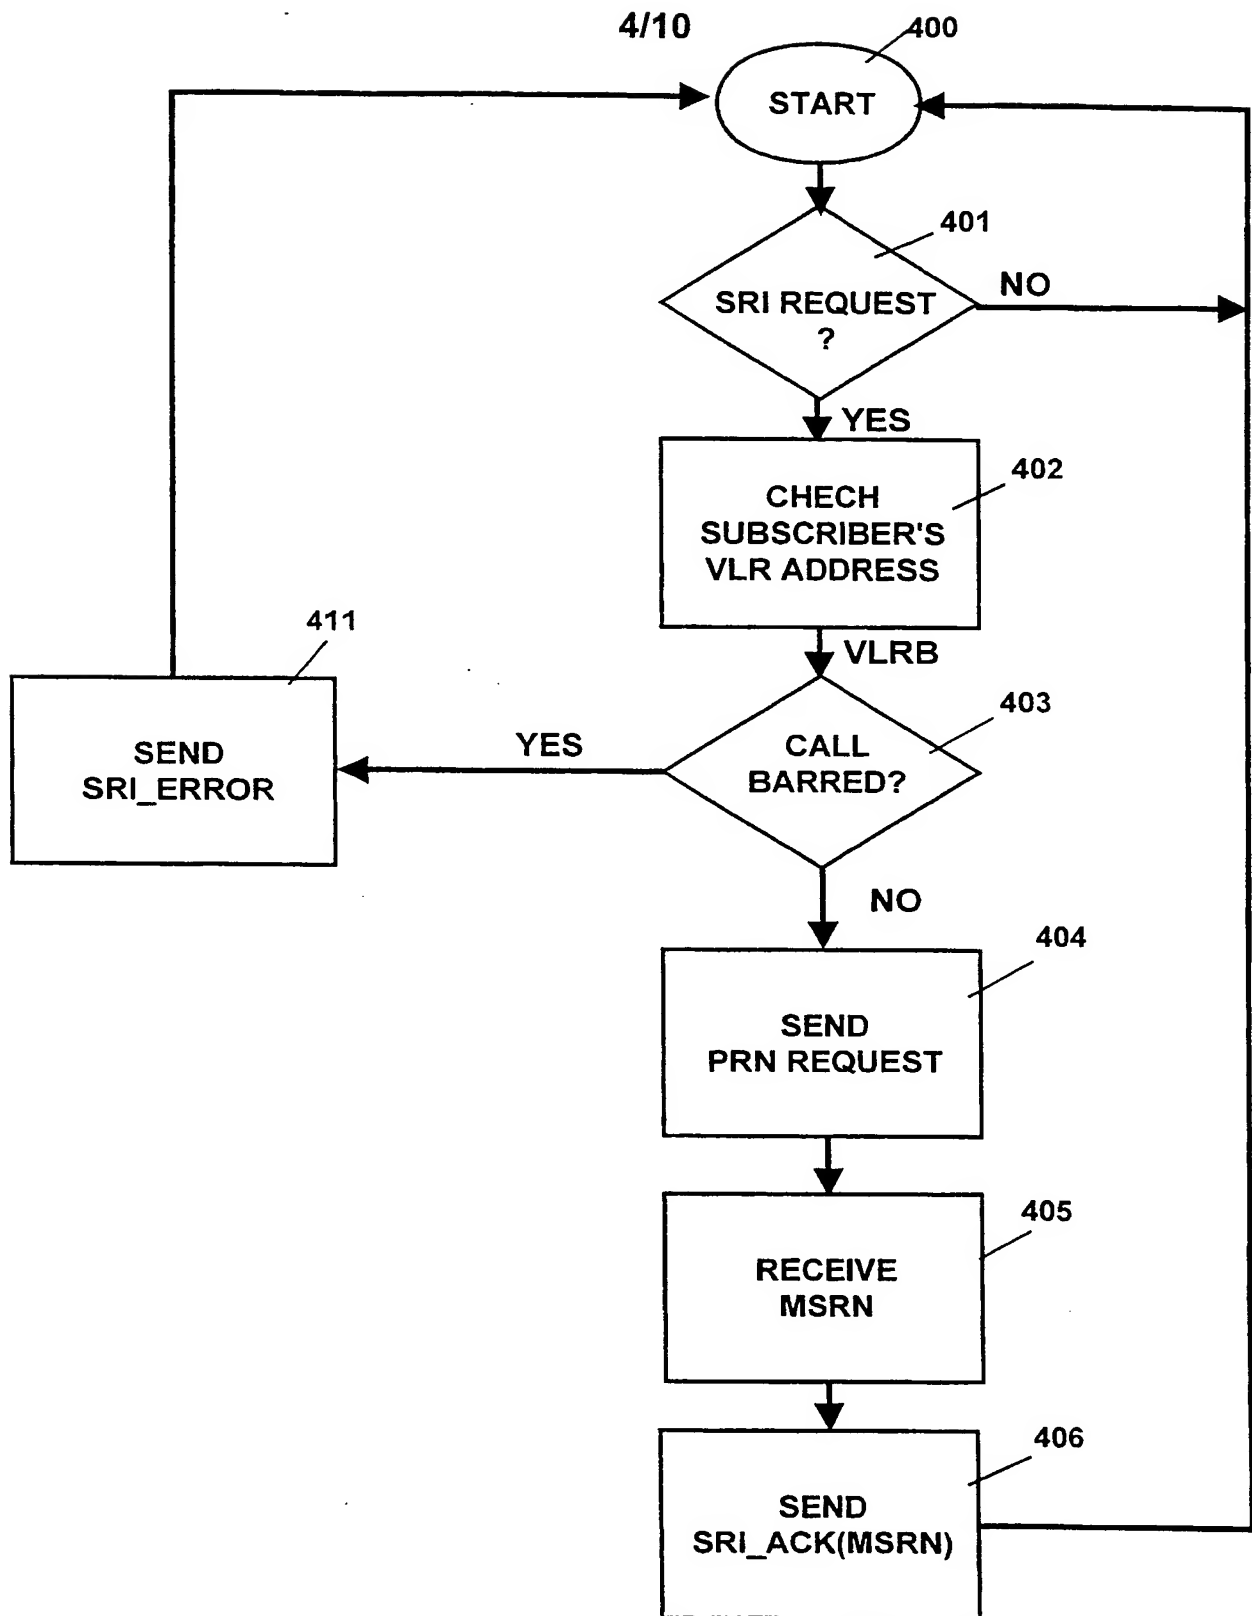 4/10
400
START
401
SRI REQUEST
?
NO
YES
402
CHECH
SUBSCRIBER'S
VLR ADDRESS
411
VLRB
403
SEND
SRI_ERROR
YES
CALL
BARRED?
NO
404
SEND
PRN REQUEST
405
RECEIVE
MSRN
406
SEND
SRI_ACK(MSRN)